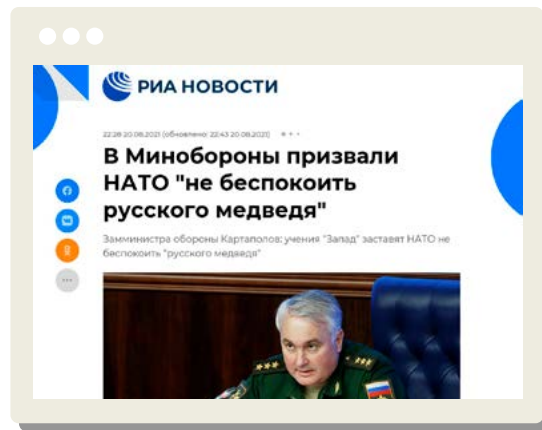 РИА НОВОСТИ
22:28 20.08.2021 (обновлено: 22:43 20.08.2021)
В Минобороны призвали
НАТО "не беспокоить
русского медведя"
Замминистра обороны Картаполов: учения "Запад" заставят НАТО не
беспокоить "русского медведя"